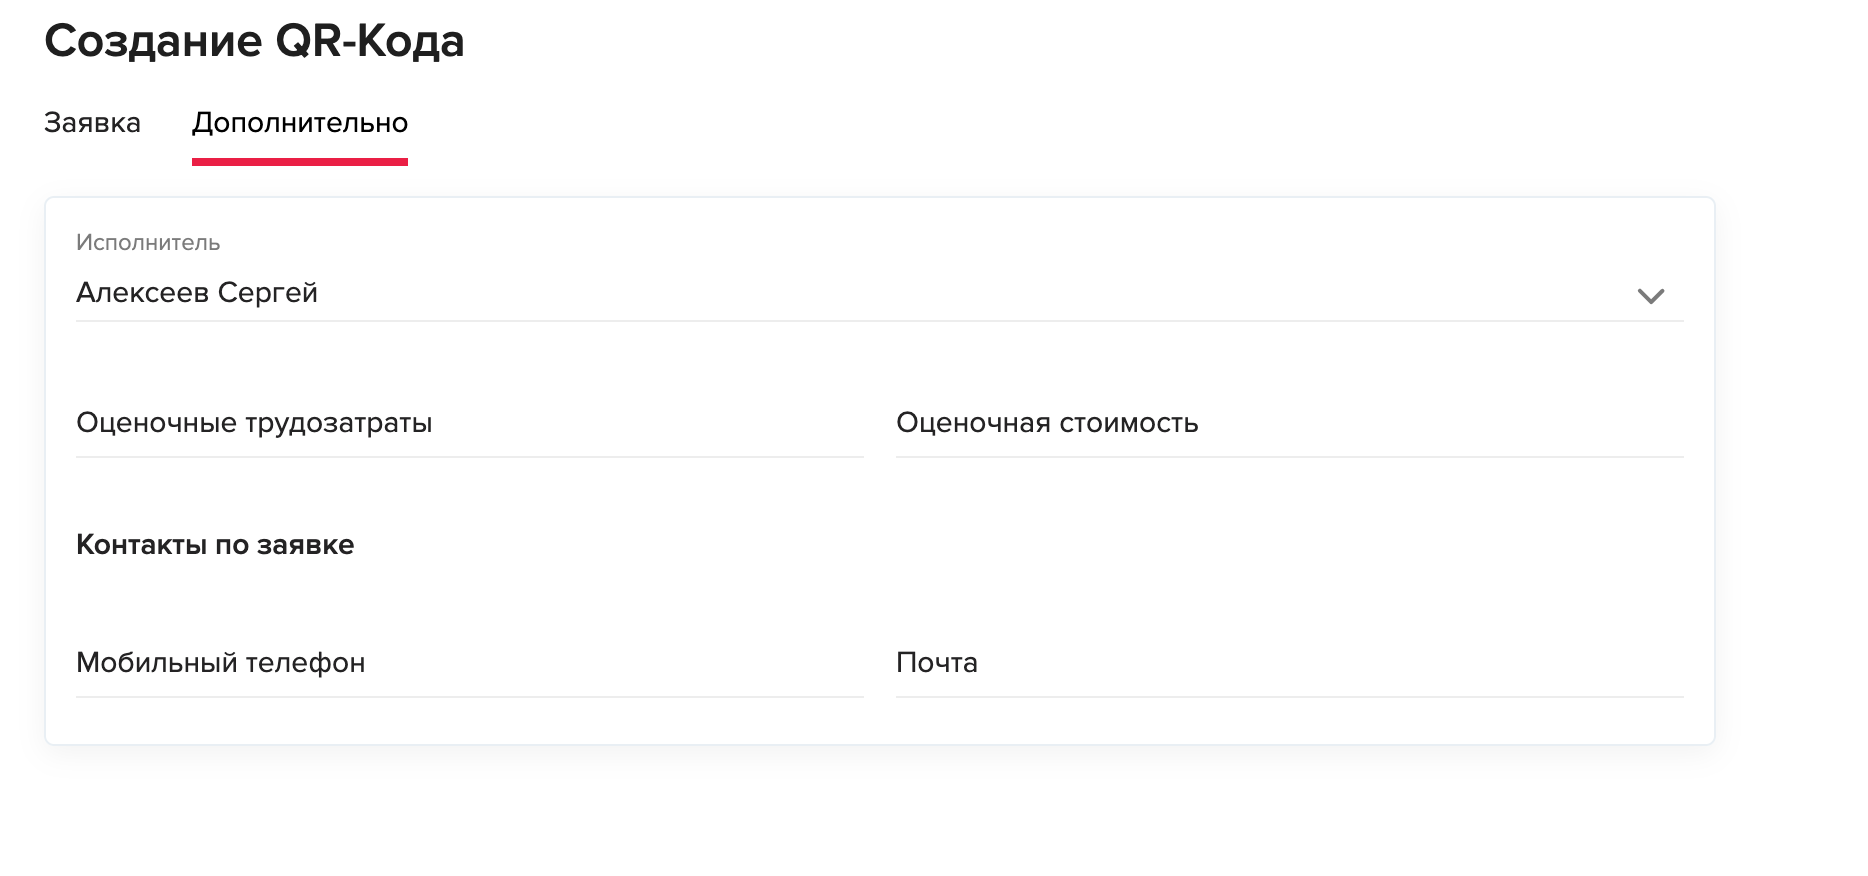 Создание QR-Кода
Заявка Дополнительно
Исполнитель
Алексеев Сергей
Оценочные трудозатраты Оценочная стоимость
Контакты по заявке
Мобильный телефон Почта